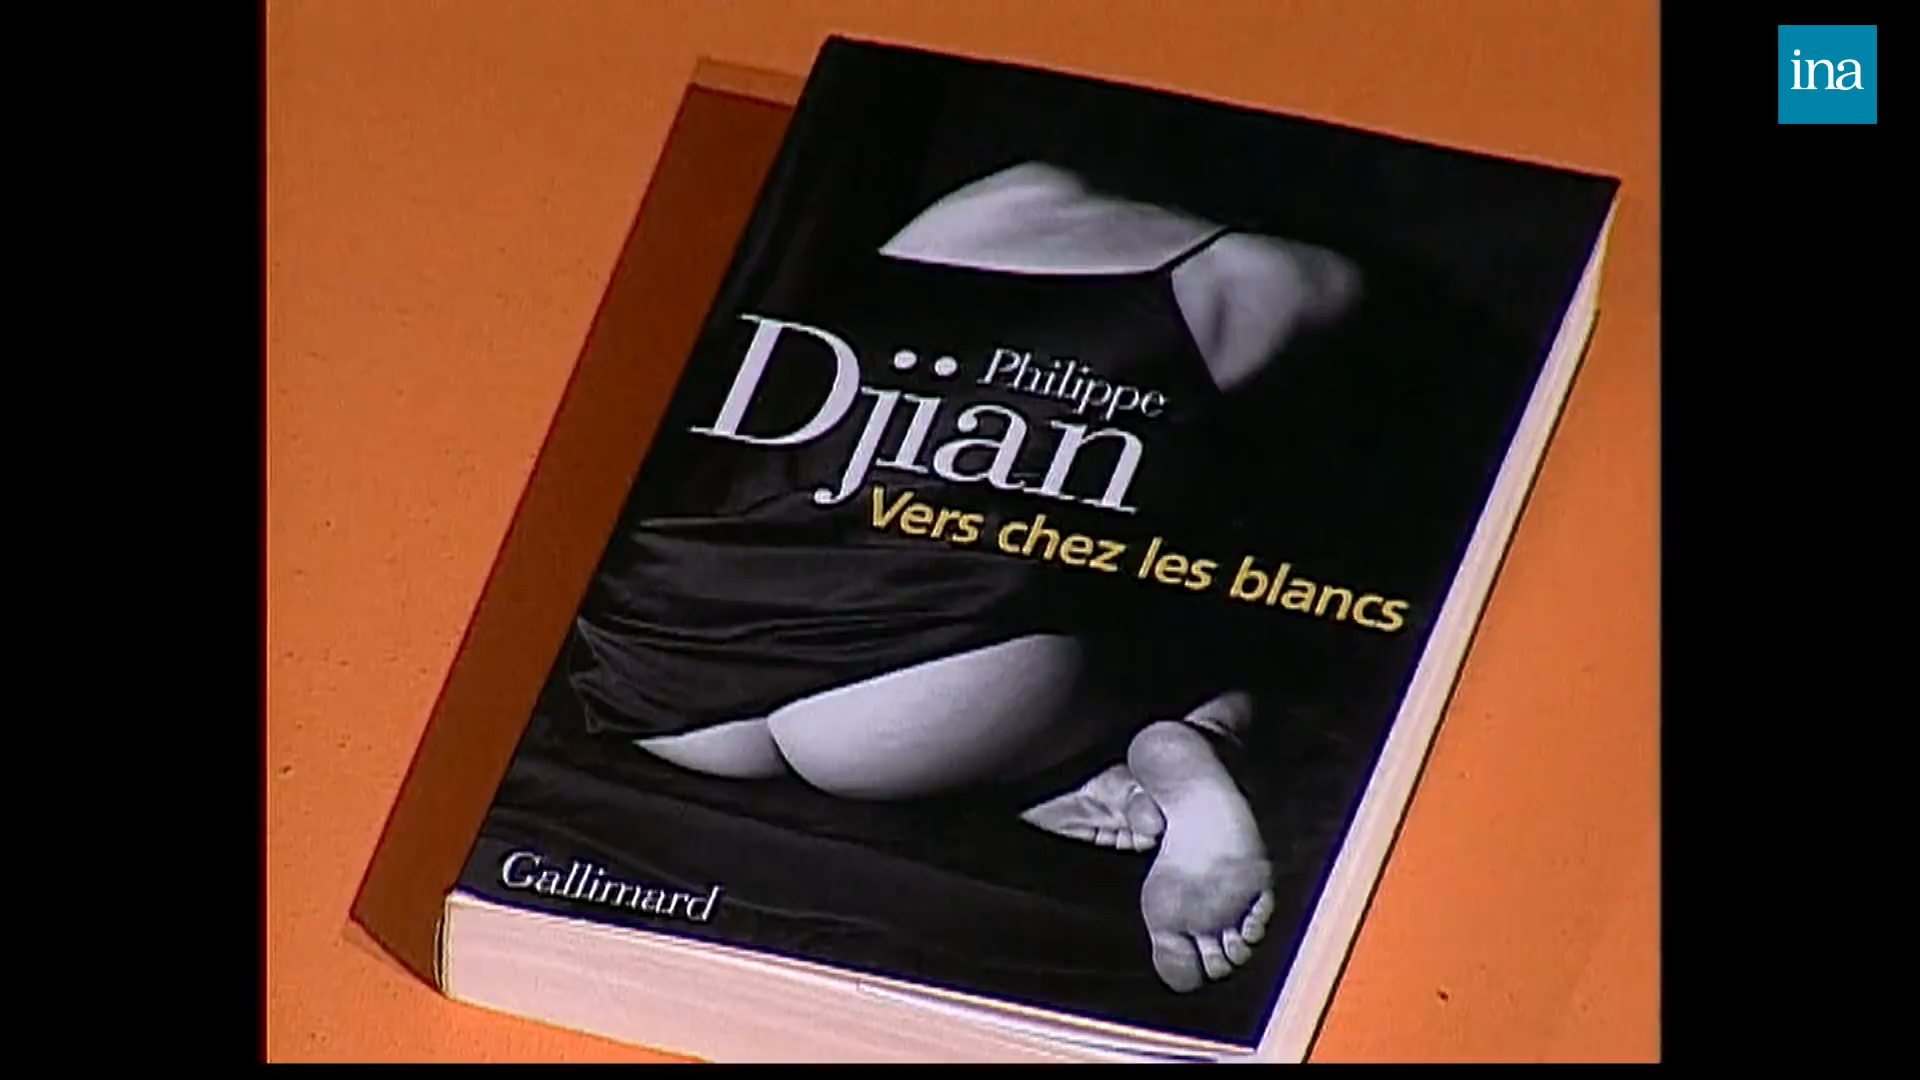 ina
Philippe
Djian
Vers chez les blancs
Gallimard